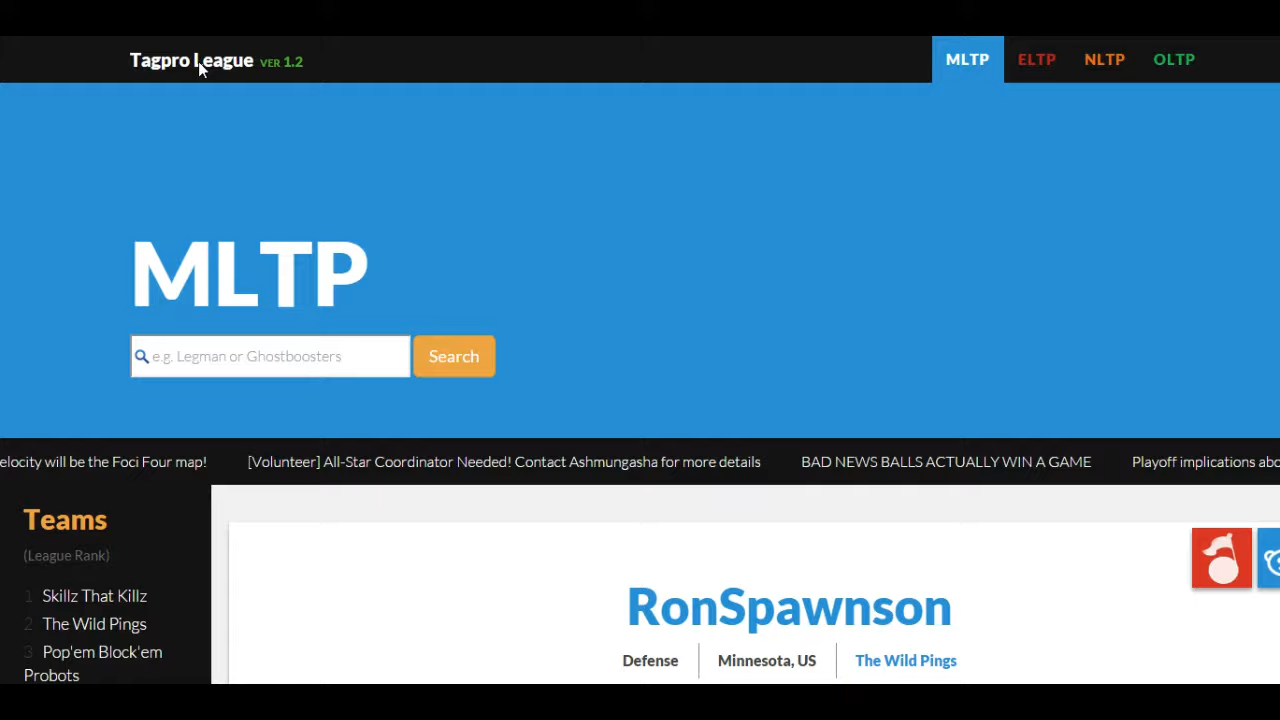 Tagpro League VER 1.2
MLTP ELTP NLTP OLTP
MLTP
e.g. Legman or Ghostboosters Search
elocity will be the Foci Four map! [Volunteer] All-Star Coordinator Needed! Contact Ashmungasha for more details BAD NEWS BALLS ACTUALLY WIN A GAME Playoff implications abo
Teams
(League Rank)
1 Skillz That Killz
2 The Wild Pings
3 Pop'em Block'em
Probots
RonSpawnson
Defense Minnesota, US The Wild Pings